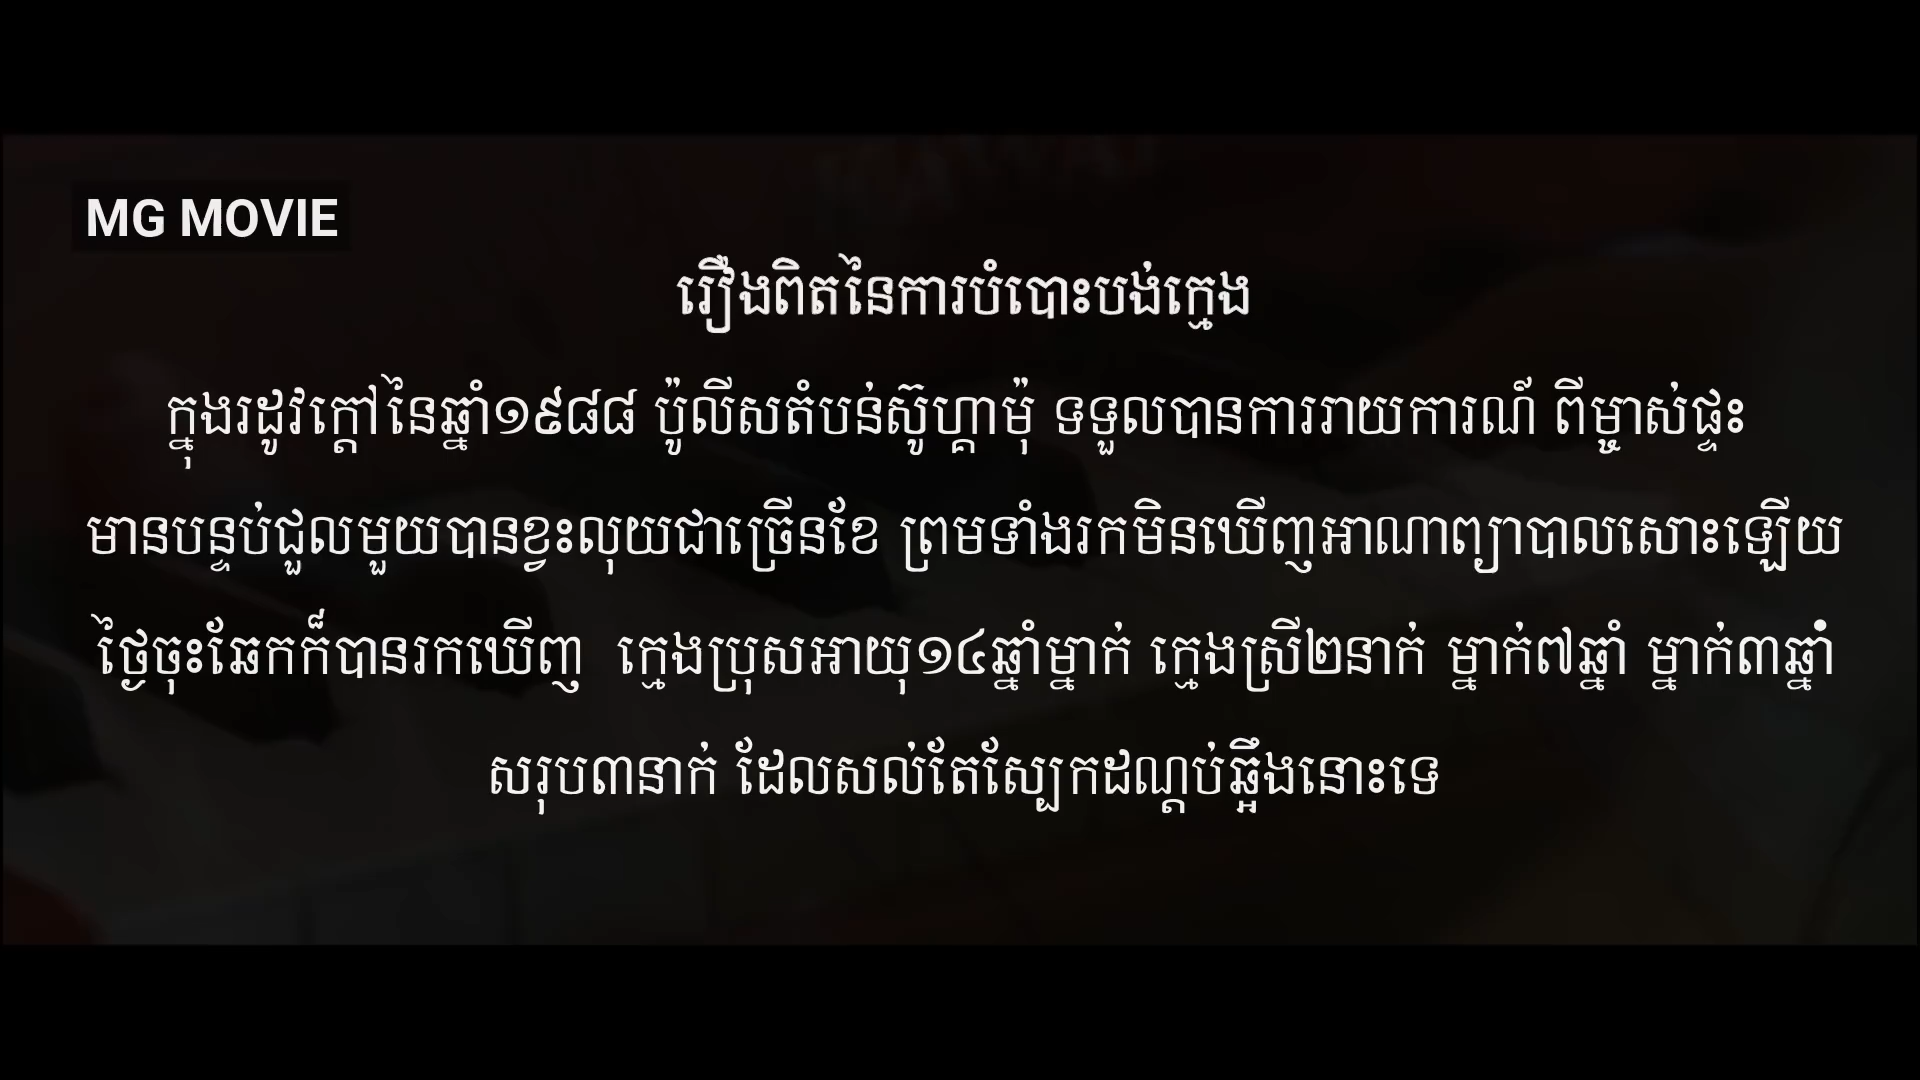 MG MOVIE
រឿងពិតនៃការបំបោះបង់ក្មេង
ក្នុងរដូវក្តៅនៃឆ្នាំ១៩៨៨ ប៉ូលីសតំបន់ស៊ូហ្គាម៉ុ ទទួលបានការរាយការណ៍ ពីម្ចាស់ផ្ទះ
មានបន្ទប់ជួលមួយបានខ្វះលុយជាច្រើនខែ ព្រមទាំងរកមិនឃើញអាណាព្យាបាលសោះឡើយ
ថ្ងៃចុះឆែកក៏បានរកឃើញ ក្មេងប្រុសអាយុ១៤ឆ្នាំម្នាក់ ក្មេងស្រី២នាក់ ម្នាក់៧ឆ្នាំ ម្នាក់៣ឆ្នាំ
សរុប៣នាក់ ដែលសល់តែស្បែកដណ្តប់ឆ្អឹងនោះទេ